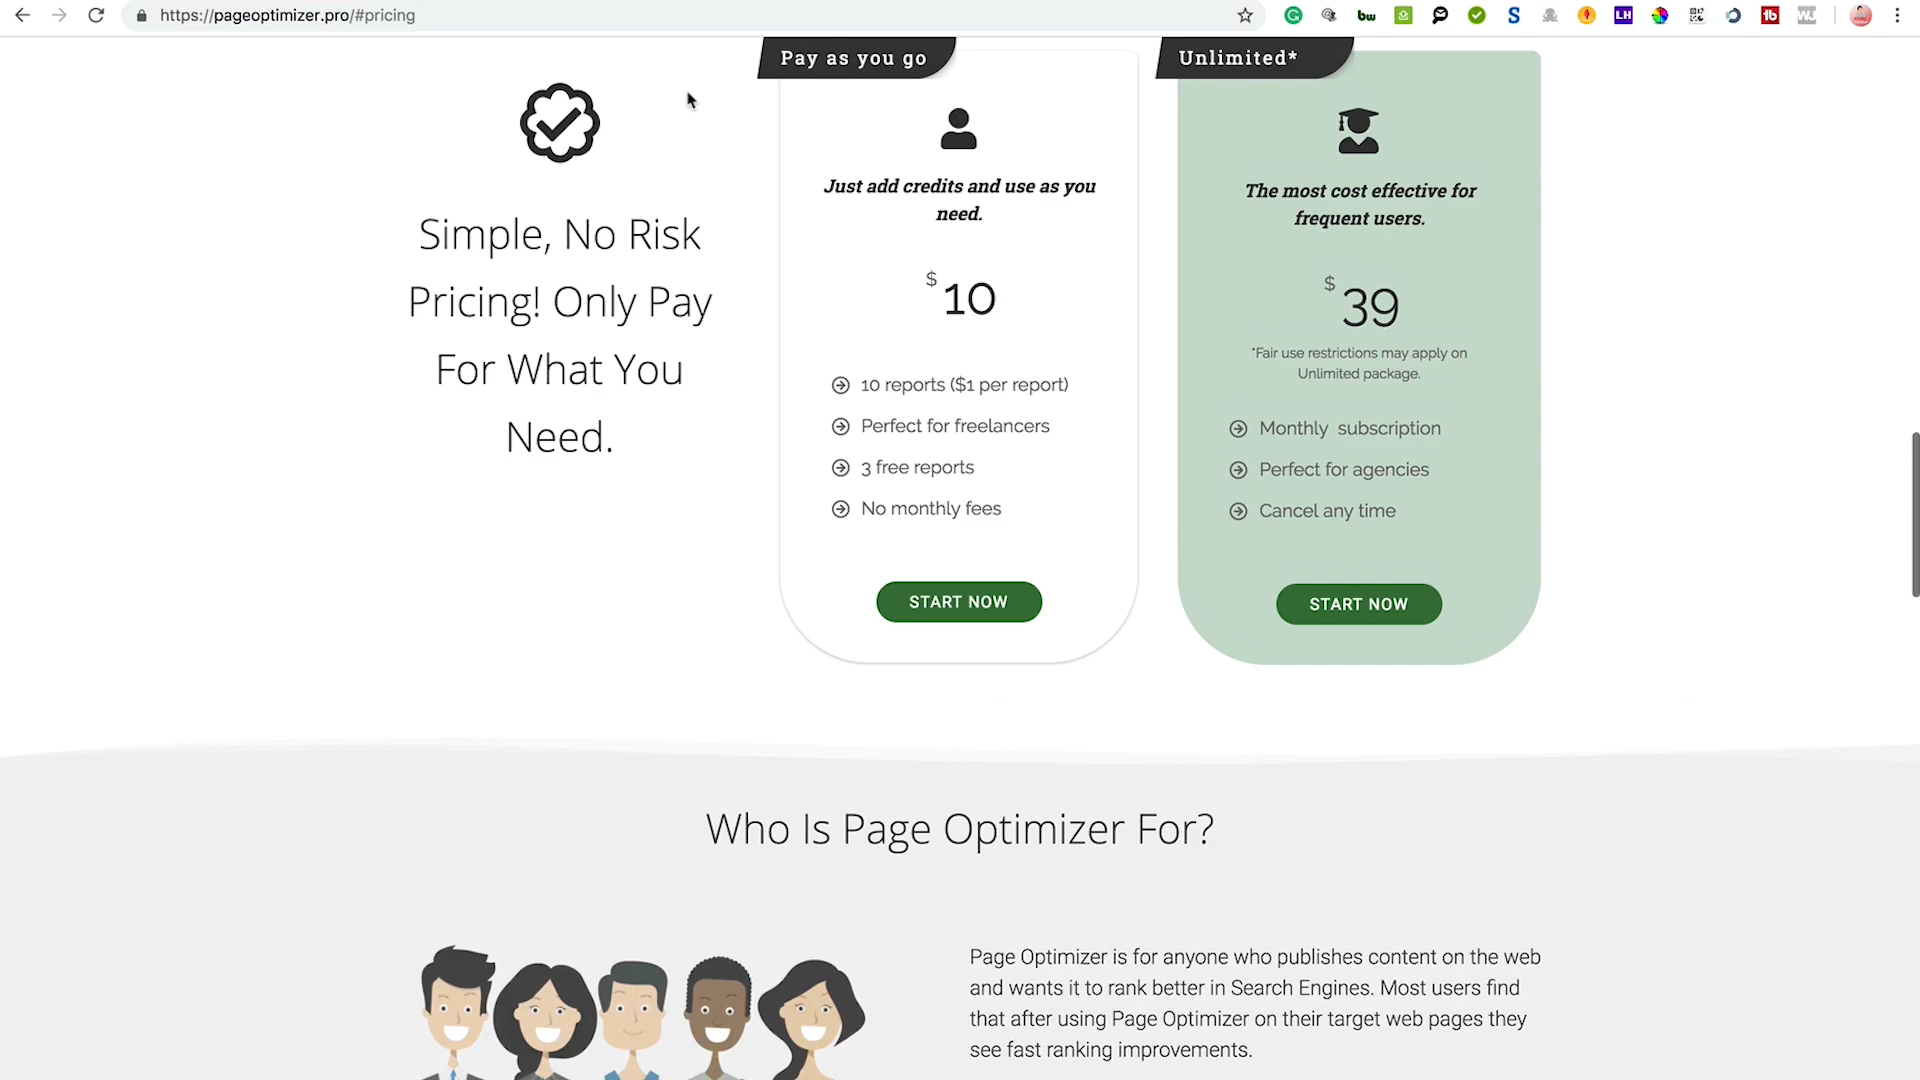 https://pageoptimizer.pro/#pricing
Simple, No Risk
Pricing! Only Pay
For What You
Need.
Pay as you go
Just add credits and use as you
need.
$10
10 reports ($1 per report)
Perfect for freelancers
3 free reports
No monthly fees
START NOW
Unlimited*
The most cost effective for
frequent users.
$39
*Fair use restrictions may apply on
Unlimited package.
Monthly subscription
Perfect for agencies
Cancel any time
START NOW
Who Is Page Optimizer For?
Page Optimizer is for anyone who publishes content on the web
and wants it to rank better in Search Engines. Most users find
that after using Page Optimizer on their target web pages they
see fast ranking improvements.